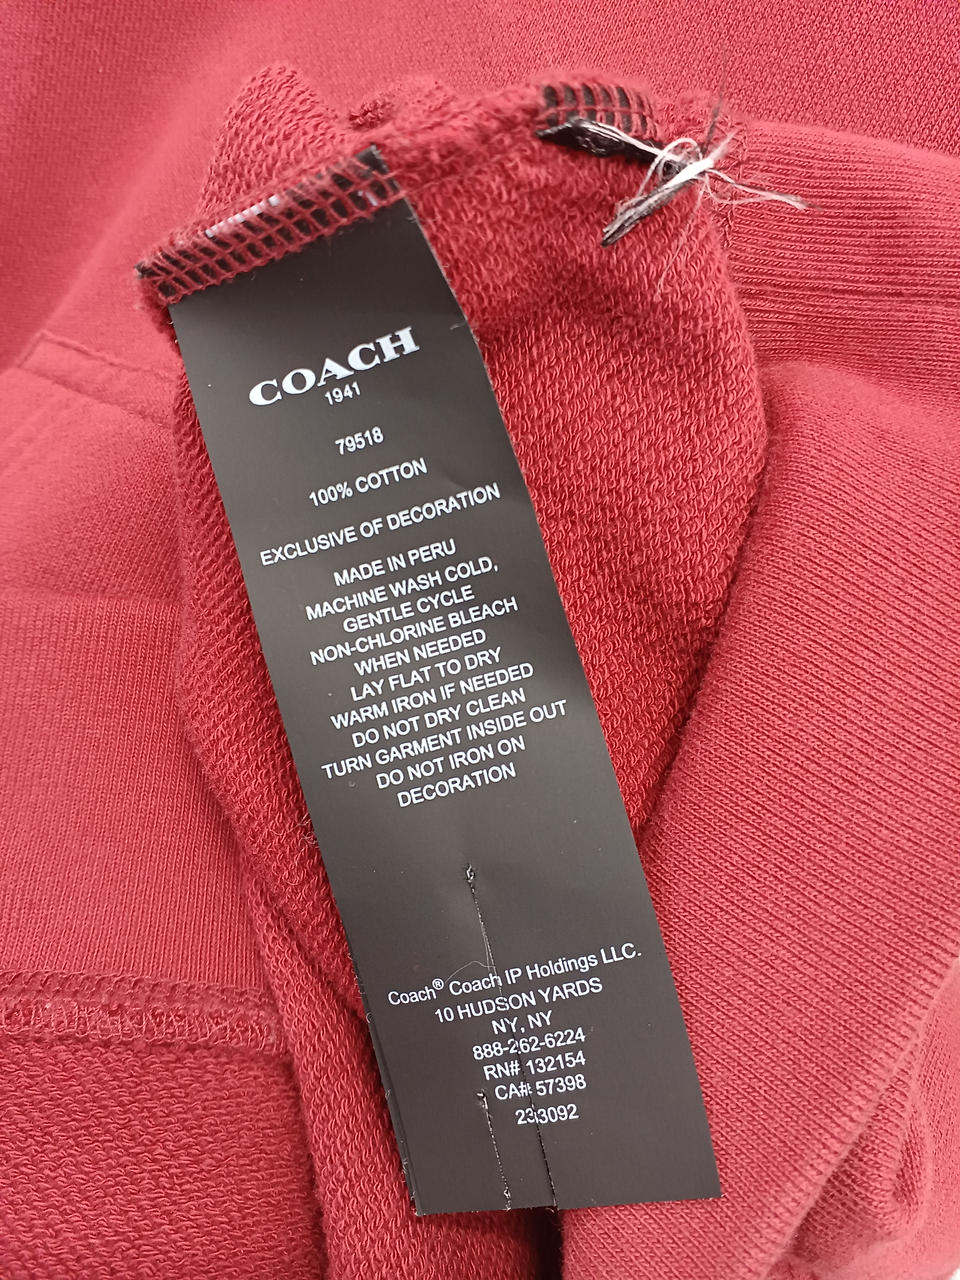 COACH
1941
79518
100% COTTON
EXCLUSIVE OF DECORATION
MADE IN PERU
MACHINE WASH COLD,
GENTLE CYCLE
NON-CHLORINE BLEACH
WHEN NEEDED
LAY FLAT TO DRY
WARM IRON IF NEEDED
DO NOT DRY CLEAN
TURN GARMENT INSIDE OUT
DO NOT IRON ON
DECORATION
Coach® Coach IP Holdings LLC.
10 HUDSON YARDS
NY, NY
888-262-6224
RN# 132154
CA# 57398
233092